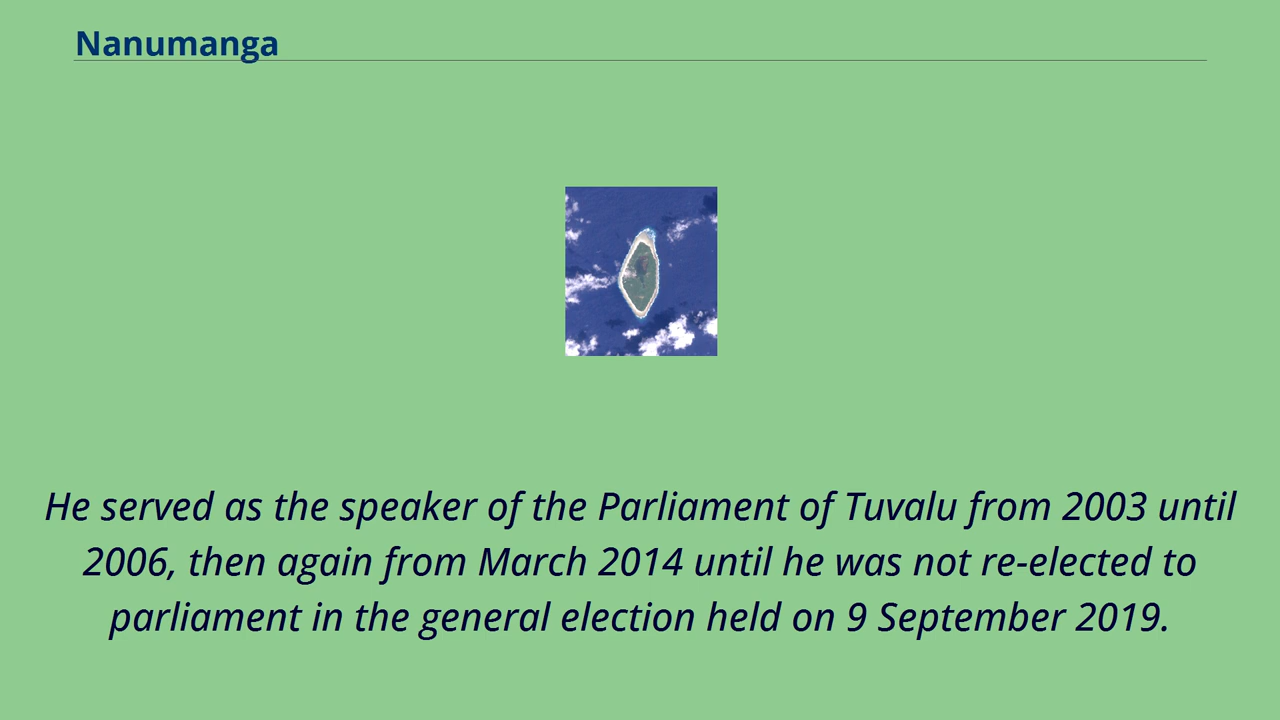 Nanumanga
He served as the speaker of the Parliament of Tuvalu from 2003 until
2006, then again from March 2014 until he was not re-elected to
parliament in the general election held on 9 September 2019.